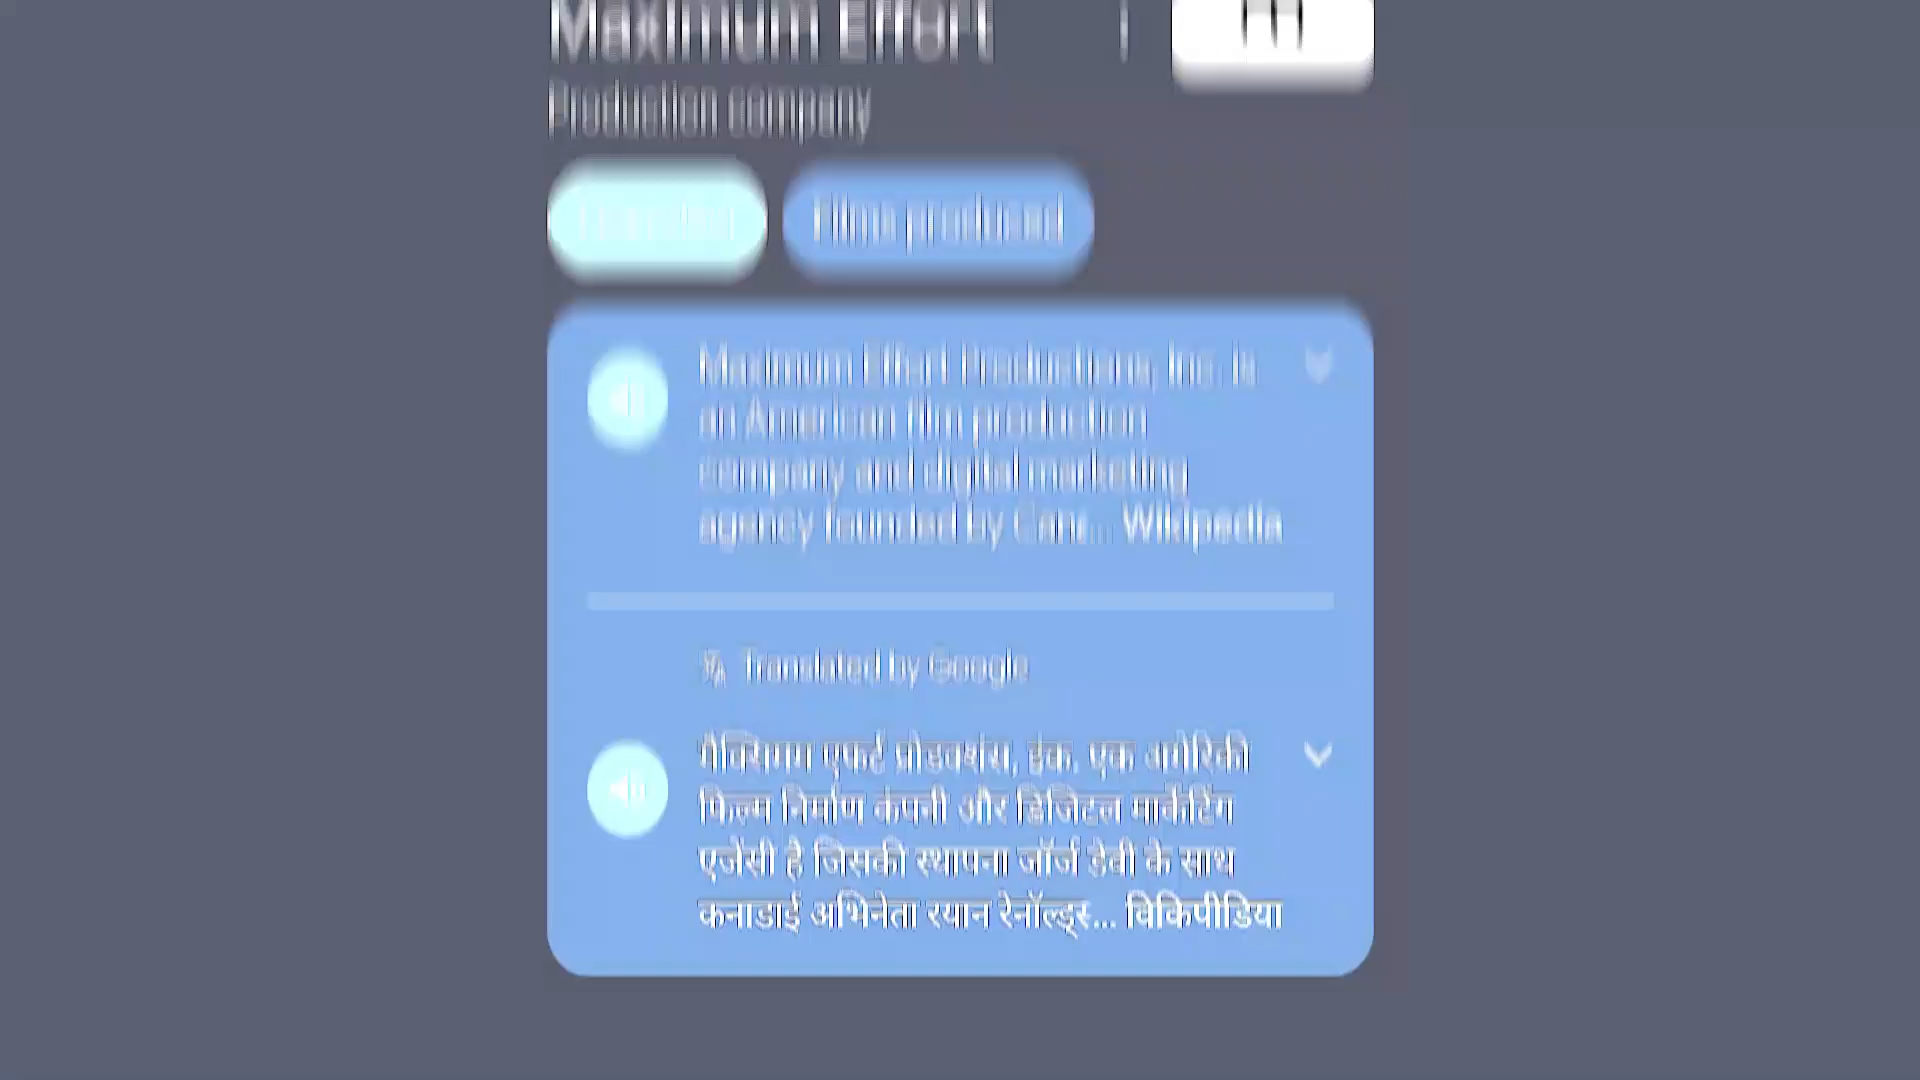 Maximum Effort
Production company
Overview
Films produced
Maximum Effort Productions, Inc. is
an American film production
company and digital marketing
agency founded by ... Wikipedia
Translated by Google
मैक्सिमम एफर्ट प्रोडक्शंस, इंक. एक अमेरिकी
फिल्म निर्माण कंपनी और डिजिटल मार्केटिंग
एजेंसी है जिसकी स्थापना जॉर्ज डेवी के साथ
कनाडाई अभिनेता रयान रेनॉल्ड्स... विकिपीडिया